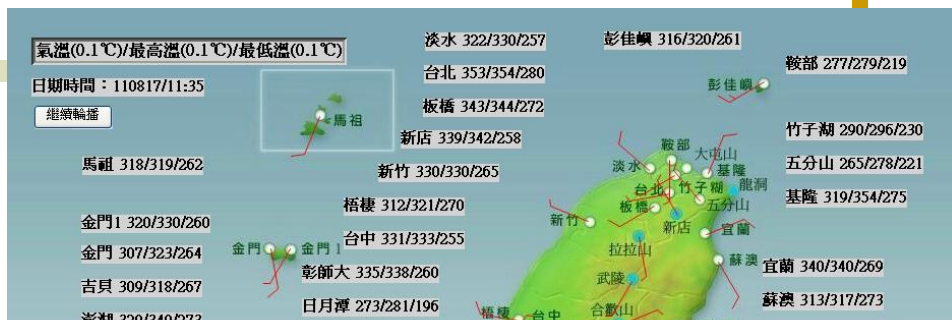 氣溫(0.1℃)/最高溫(0.1℃)/最低溫(0.1℃)
日期時間：110817/11:35
繼續輪播
馬祖 318/319/262
金門1 320/330/260
金門 307/323/264
吉貝 309/318/267
澎湖 320/340/273
淡水 322/330/257
台北 353/354/280
板橋 343/344/272
新店 339/342/258
新竹 330/330/265
梧棲 312/321/270
台中 331/333/255
彰師大 335/338/260
日月潭 273/281/196
彭佳嶼 316/320/261
鞍部 277/279/219
竹子湖 290/296/230
五分山 265/278/221
基隆 319/354/275
宜蘭 340/340/269
蘇澳 313/317/273
馬祖
金門
金門 1
彭佳嶼
鞍部
大屯山
淡水
基隆
台北
竹子糊
龍洞
板橋
五分山
新竹
新店
宜蘭
拉拉山
蘇澳
武陵
合歡山
梧棲
台中